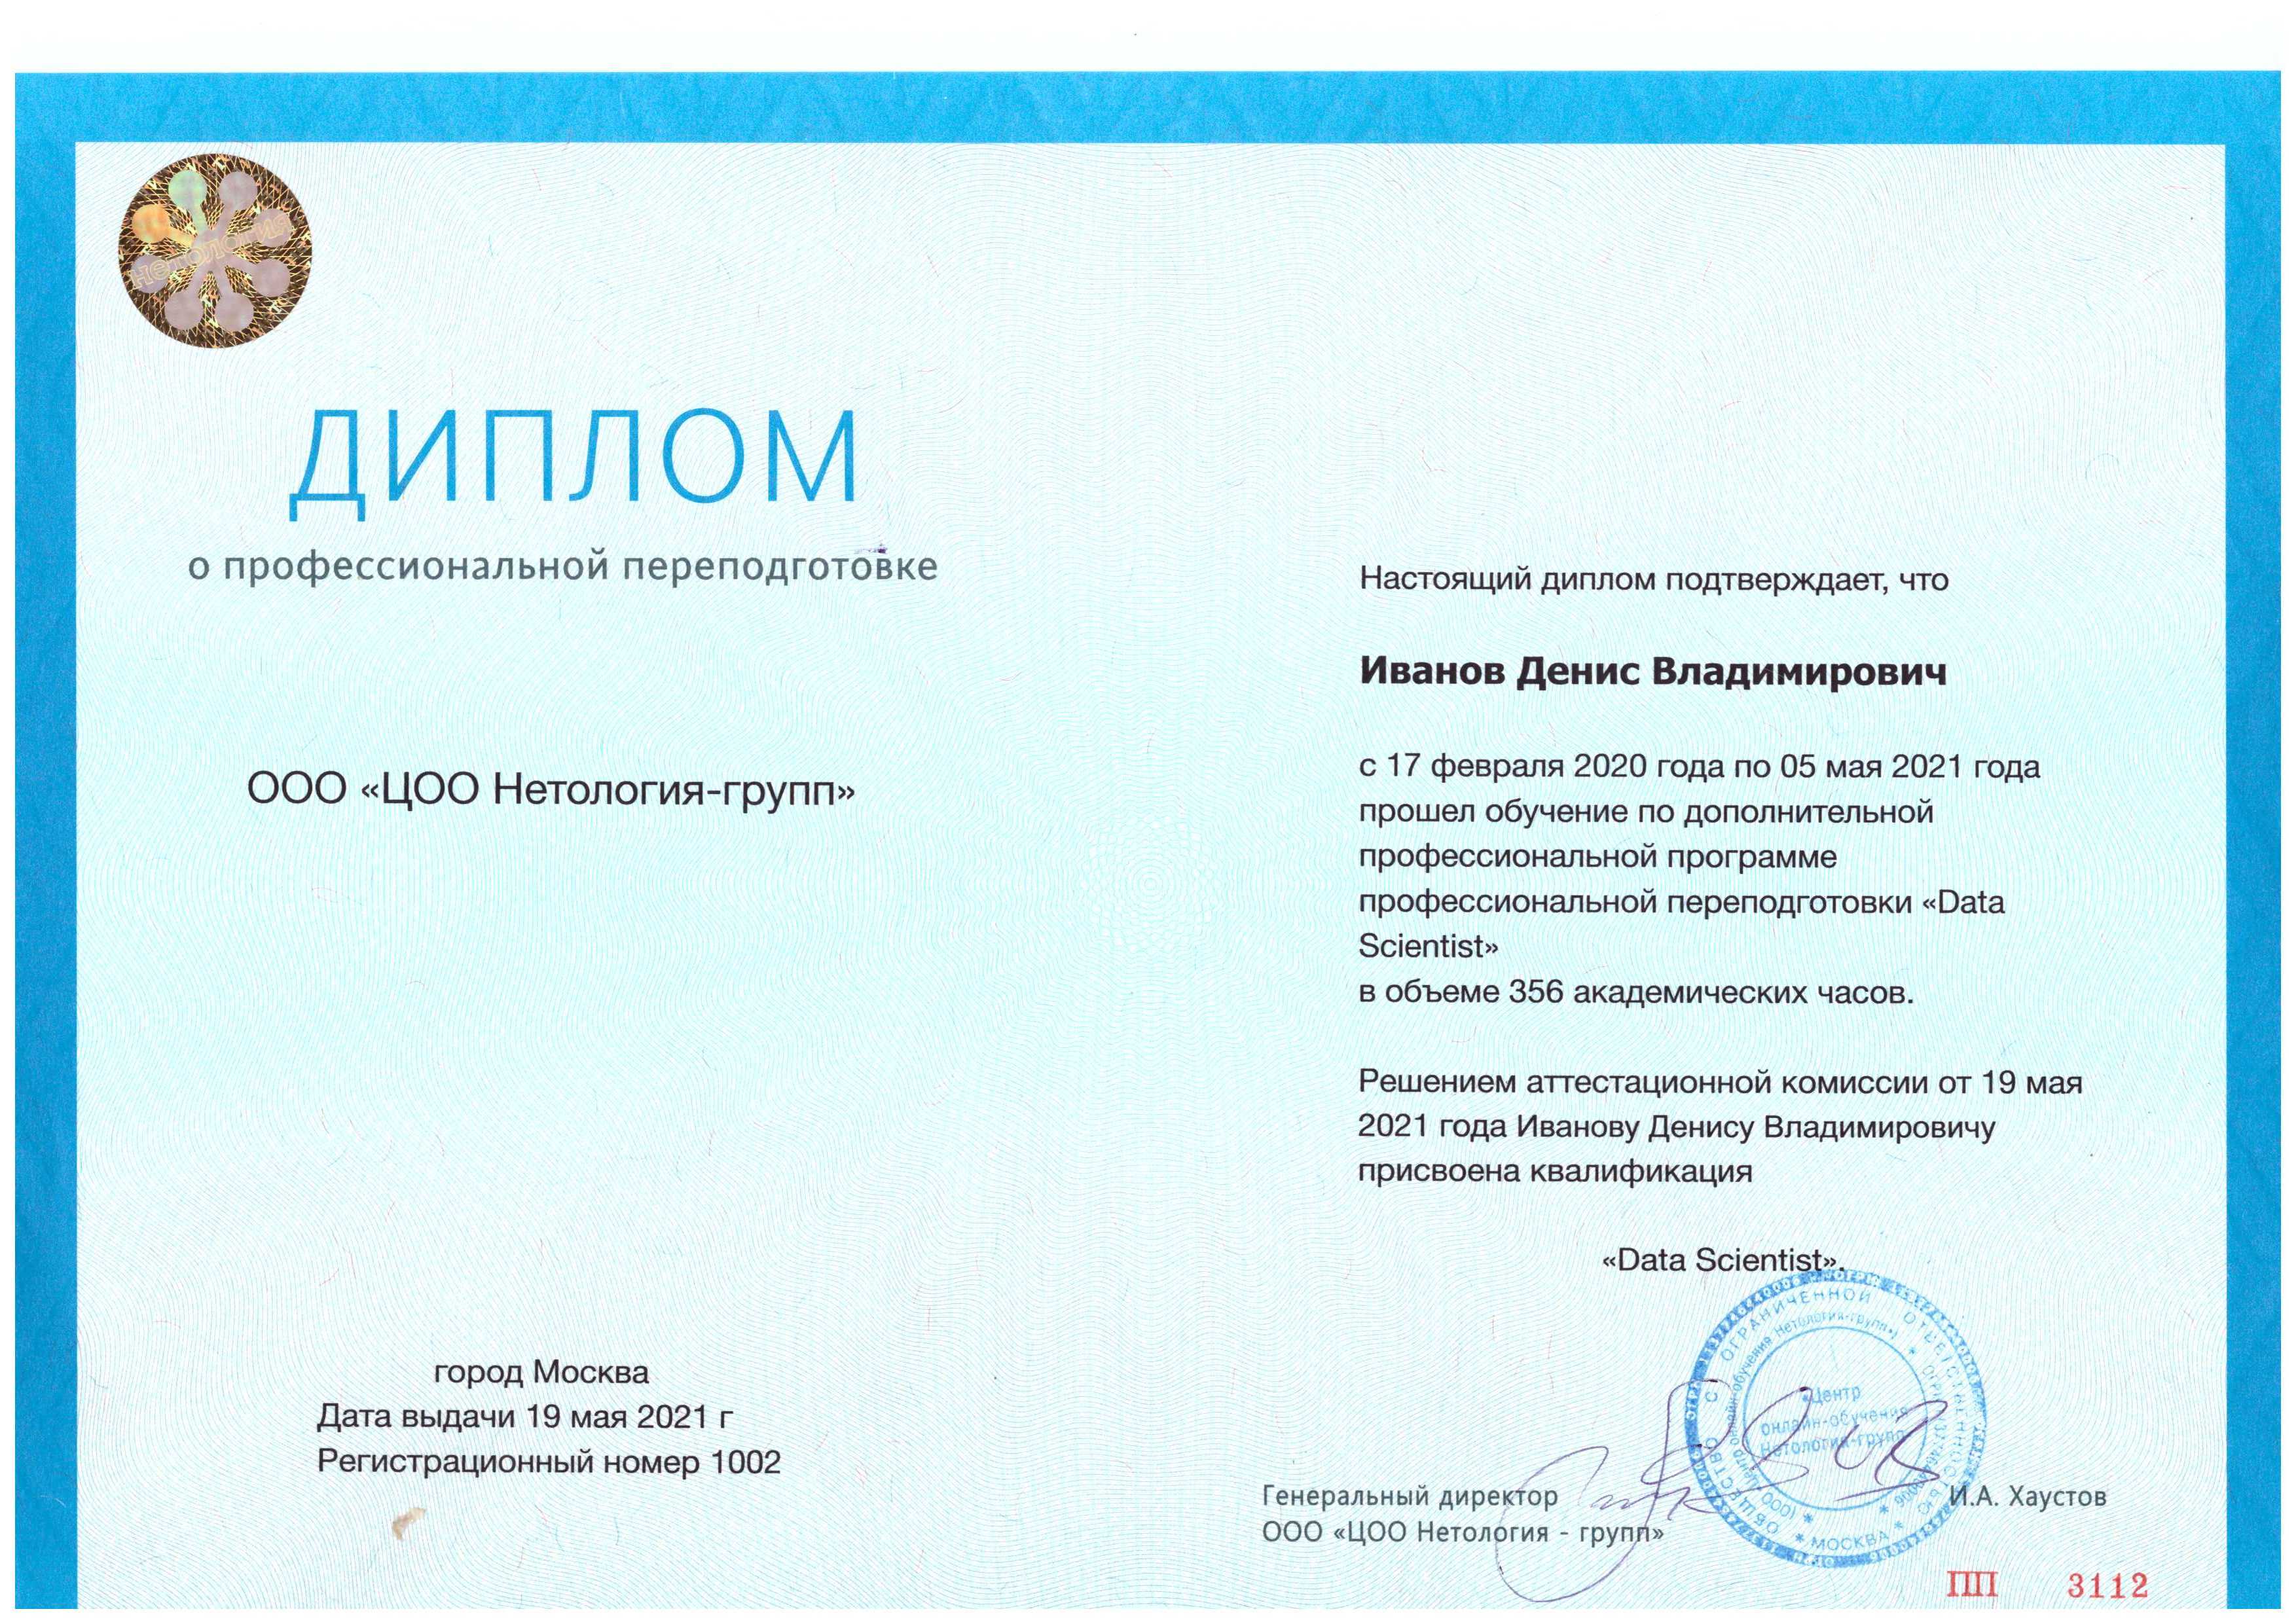 нетология
ДИПЛОМ
о профессиональной переподготовке
ООО «ЦОО Нетология-групп»
город Москва
Дата выдачи 19 мая 2021 г
Регистрационный номер 1002
Настоящий диплом подтверждает, что
Иванов Денис Владимирович
с 17 февраля 2020 года по 05 мая 2021 года
прошел обучение по дополнительной
профессиональной программе
профессиональной переподготовки «Data
Scientist»
в объеме 356 академических часов.
Решением аттестационной комиссии от 19 мая
2021 года Иванову Денису Владимировичу
присвоена квалификация
«Data Scientist».
ОБЩЕСТВО С ОГРАНИЧЕННОЙ ОТВЕТСТВЕННОСТЬЮ
* МОСКВА *
(ООО «Центр онлайн-обучения Нетология-групп»)
«Центр
онлайн-обучения
Нетология-групп
Генеральный директор
ООО «ЦОО Нетология - групп»
И.А. Хаустов
ПП 3112